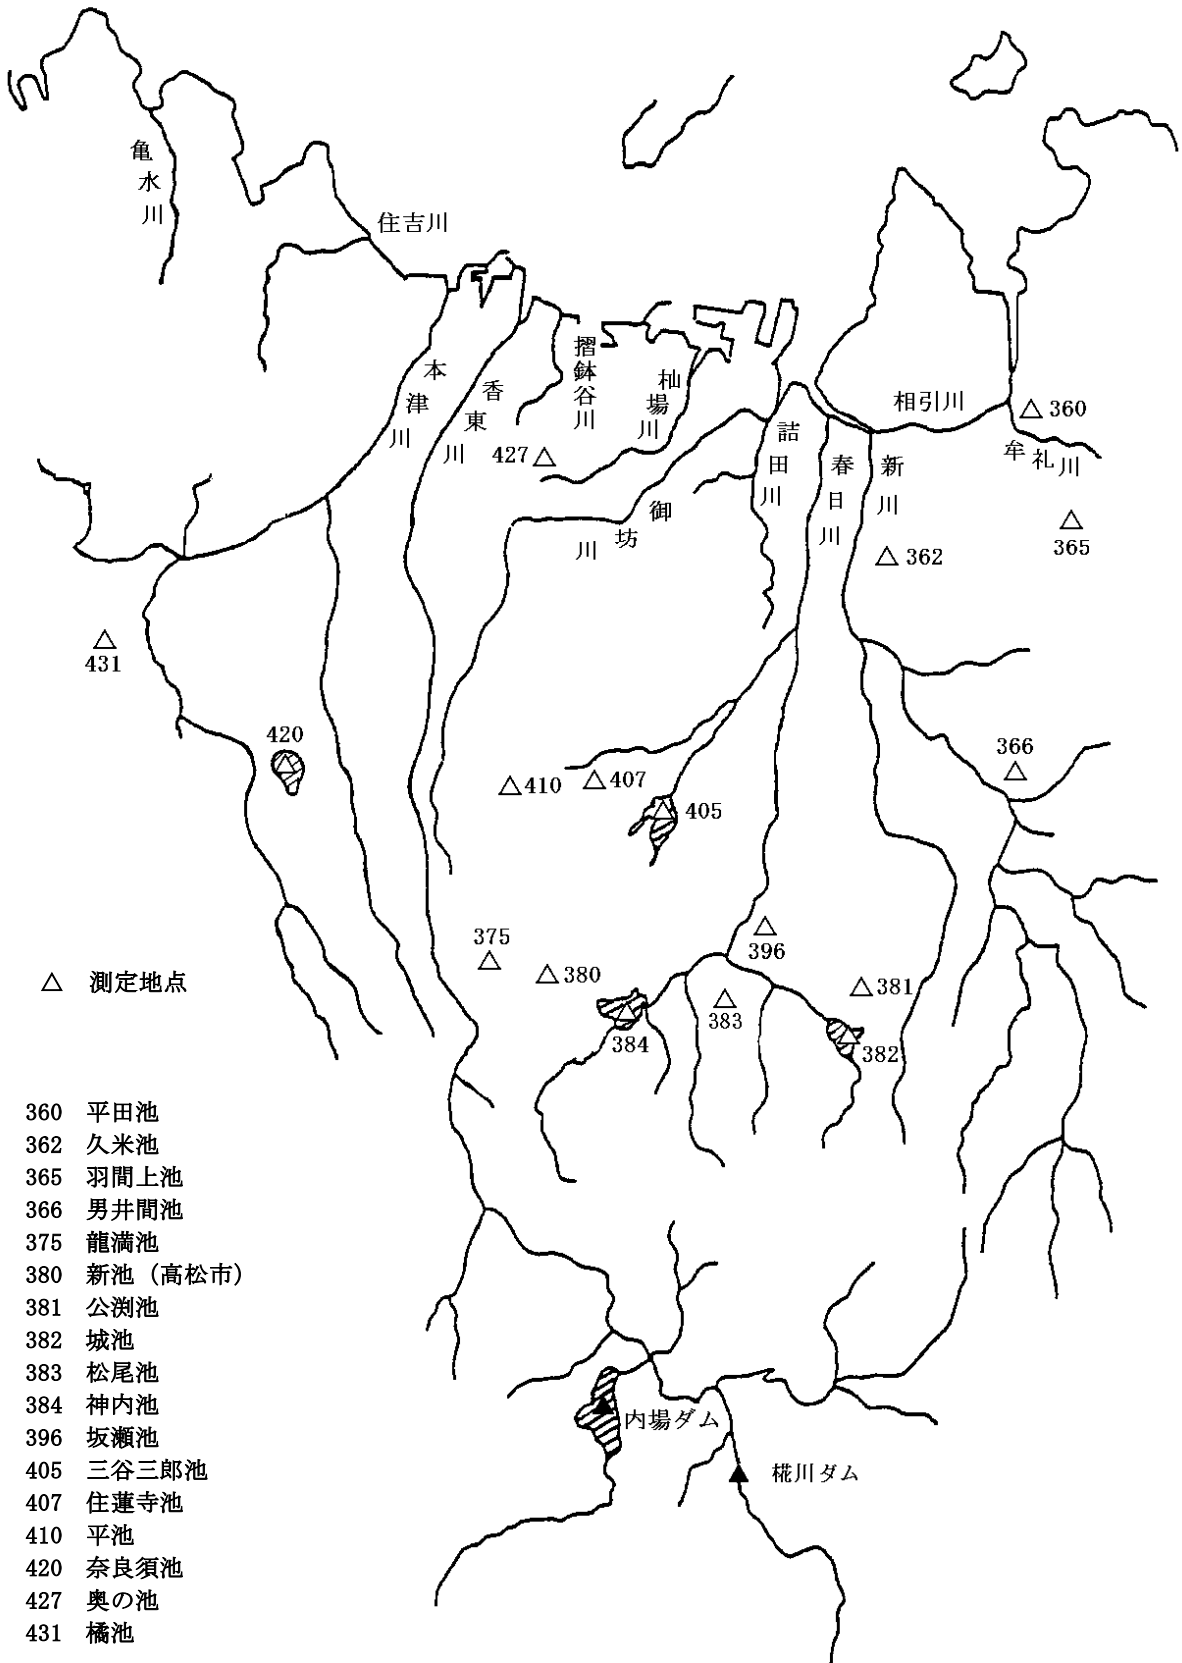 亀水川
住吉川
本津川
香東川
摺鉢谷川
杣場川
御坊川
詰田川
春日川
新川
相引川
牟礼川
△ 360
427 △
△ 362
△
365
△
431
420
△
366
△
△ 410
△ 407
△ 405
375
△
△ 380
△
396
△ 381
△
383
△
384
△
382
△ 測定地点
360 平田池
362 久米池
365 羽間上池
366 男井間池
375 龍満池
380 新池（高松市）
381 公渕池
382 城池
383 松尾池
384 神内池
396 坂瀬池
405 三谷三郎池
407 住蓮寺池
410 平池
420 奈良須池
427 奥の池
431 橘池
▲ 内場ダム
▲ 椛川ダム